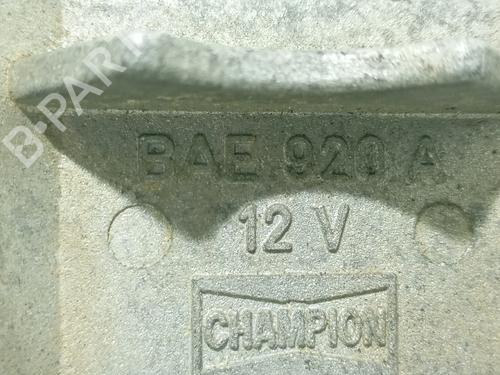 B-PARTS
BAE 920 A
12 V
CHAMPION